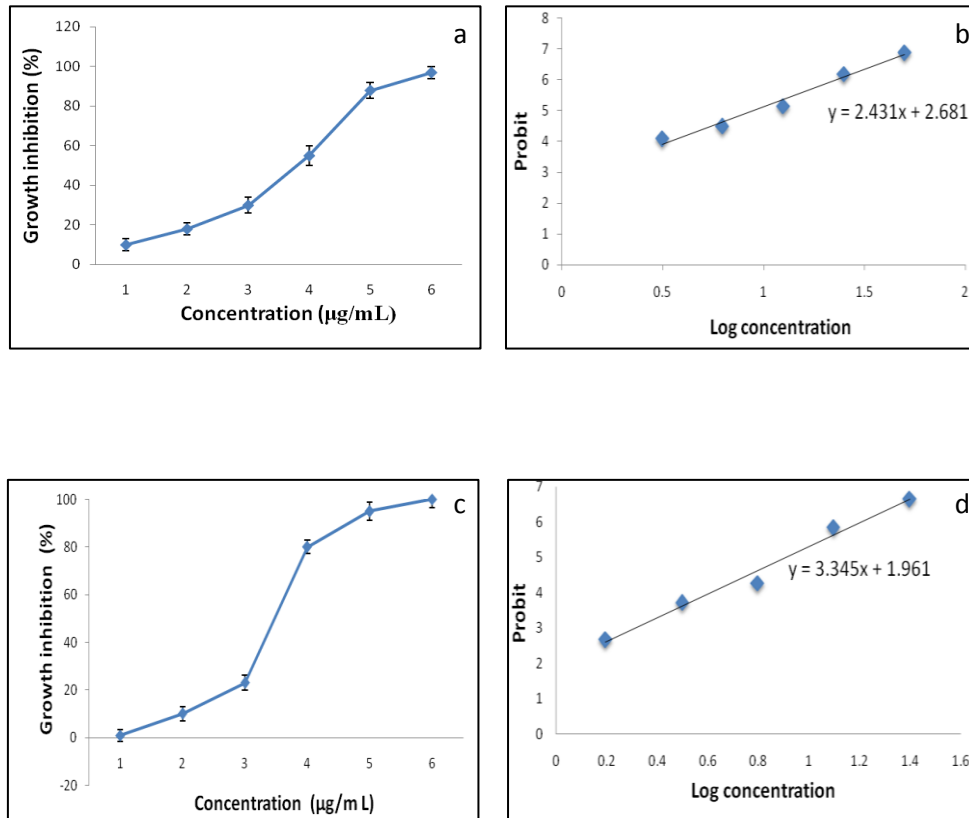 a
Growth inhibition (%)
120
100
80
60
40
20
0
1 2 3 4 5 6
Concentration (µg/mL)
b
Probit
8
7
6
5
4
3
2
1
0
y = 2.431x + 2.681
0 0.5 1 1.5 2
Log concentration
c
Growth inhibition (%)
100
80
60
40
20
0
-20
1 2 3 4 5 6
Concentration (µg/m L)
d
Probit
7
6
5
4
3
2
1
0
y = 3.345x + 1.961
0 0.2 0.4 0.6 0.8 1 1.2 1.4 1.6
Log concentration